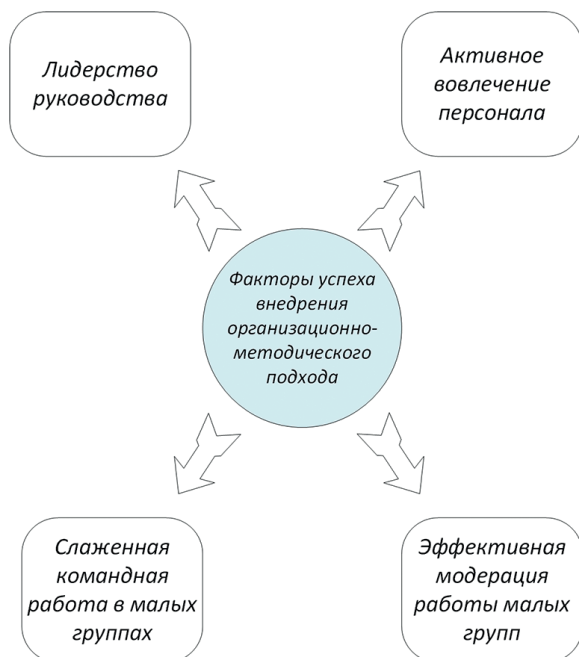 Лидерство
руководства
Активное
вовлечение
персонала
Факторы успеха
внедрения
организационно-
методического
подхода
Слаженная
командная
работа в малых
группах
Эффективная
модерация
работы малых
групп